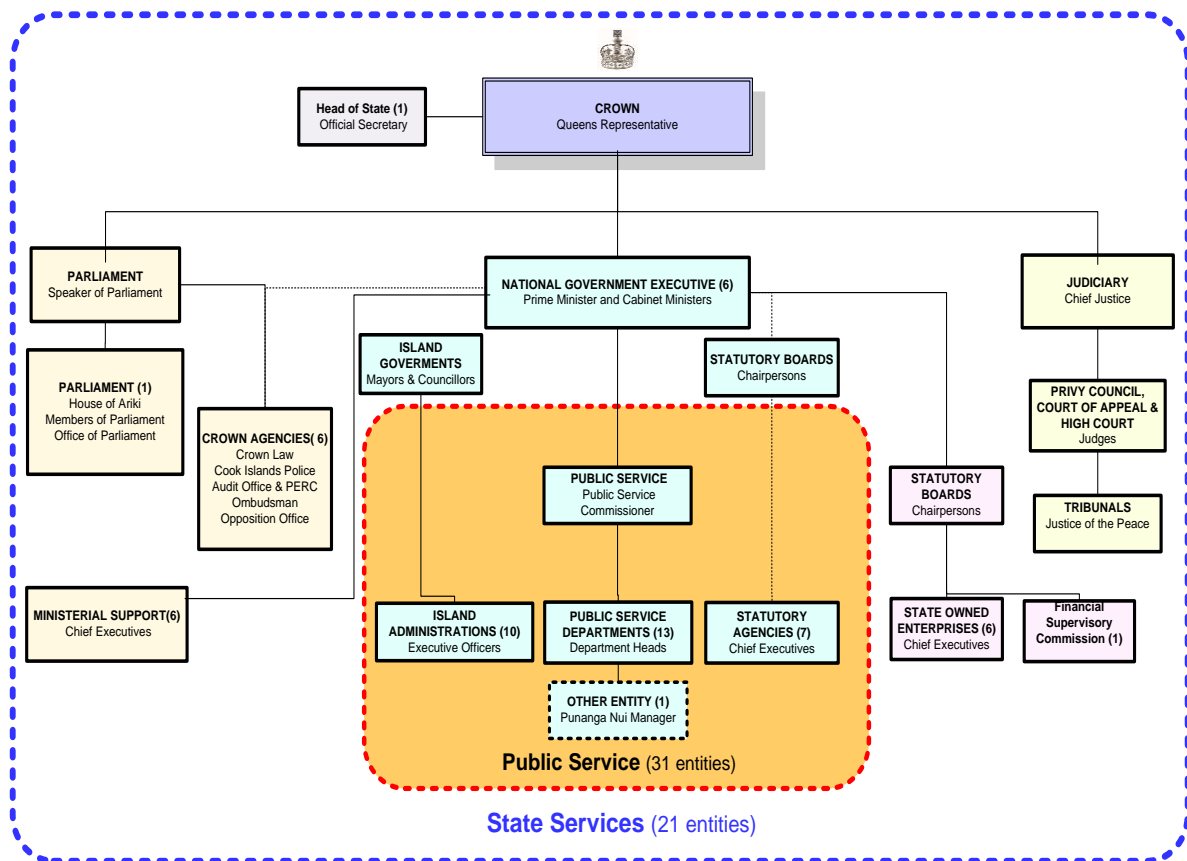 Head of State (1)
Official Secretary
CROWN
Queens Representative
PARLIAMENT
Speaker of Parliament
NATIONAL GOVERNMENT EXECUTIVE (6)
Prime Minister and Cabinet Ministers
JUDICIARY
Chief Justice
ISLAND
GOVERMENTS
Mayors & Councillors
STATUTORY BOARDS
Chairpersons
PARLIAMENT (1)
House of Ariki
Members of Parliament
Office of Parliament
CROWN AGENCIES( 6)
Crown Law
Cook Islands Police
Audit Office & PERC
Ombudsman
Opposition Office
PRIVY COUNCIL,
COURT OF APPEAL &
HIGH COURT
Judges
PUBLIC SERVICE
Public Service
Commissioner
STATUTORY
BOARDS
Chairpersons
TRIBUNALS
Justice of the Peace
MINISTERIAL SUPPORT(6)
Chief Executives
ISLAND
ADMINISTRATIONS (10)
Executive Officers
PUBLIC SERVICE
DEPARTMENTS (13)
Department Heads
STATUTORY
AGENCIES (7)
Chief Executives
STATE OWNED
ENTERPRISES (6)
Chief Executives
Financial
Supervisory
Commission (1)
OTHER ENTITY (1)
Punanga Nui Manager
Public Service (31 entities)
State Services (21 entities)